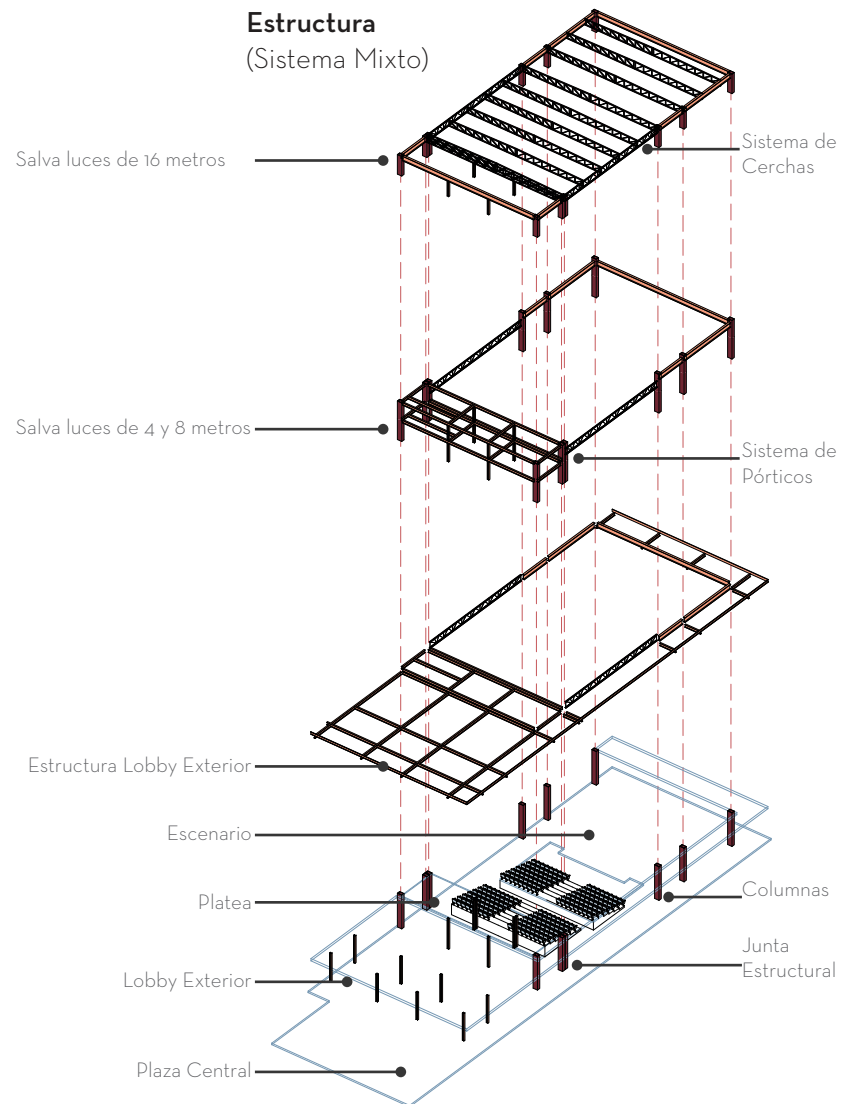 Estructura
(Sistema Mixto)
Salva luces de 16 metros
Sistema de
Cerchas
Salva luces de 4 y 8 metros
Sistema de
Pórticos
Estructura Lobby Exterior
Escenario
Platea
Columnas
Junta
Estructural
Lobby Exterior
Plaza Central